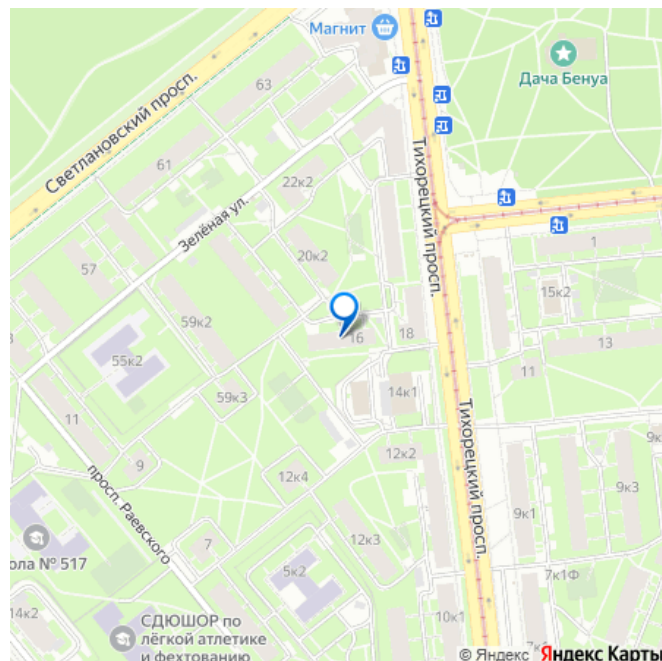 Магнит
Дача Бенуа
63
Светлановский просп.
61
22к2
Зелёная ул.
Тихорецкий просп.
1
20к2
57
15к2
59к2
16
18
13
55к2
11
14к1
59к3
Тихорецкий просп.
11
9
12к2
9к
просп. Раевского
12к4
9к3
9к1
7
12к3
ола № 517
5к2
7к1Ф
14к2
СДЮШОР по
лёгкой атлетике
и фехтованию
10к1
© Яндекс Яндекс Карты